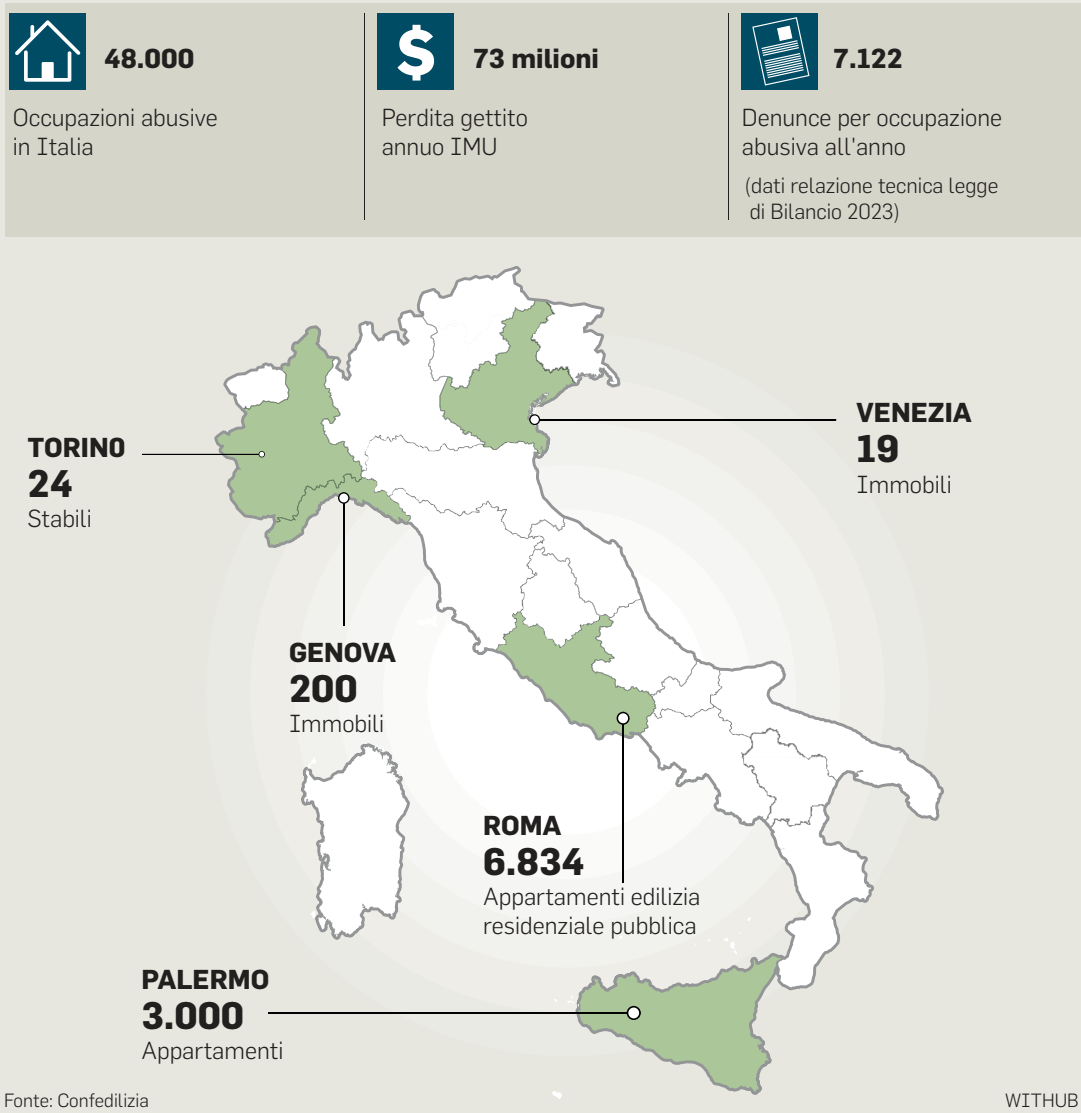 48.000
Occupazioni abusive
in Italia
$
73 milioni
Perdita gettito
annuo IMU
7.122
Denunce per occupazione
abusiva all'anno
(dati relazione tecnica legge
di Bilancio 2023)
VENEZIA
19
Immobili
TORINO
24
Stabili
GENOVA
200
Immobili
ROMA
6.834
Appartamenti edilizia
residenziale pubblica
PALERMO
3.000
Appartamenti
Fonte: Confedilizia
WITHUB